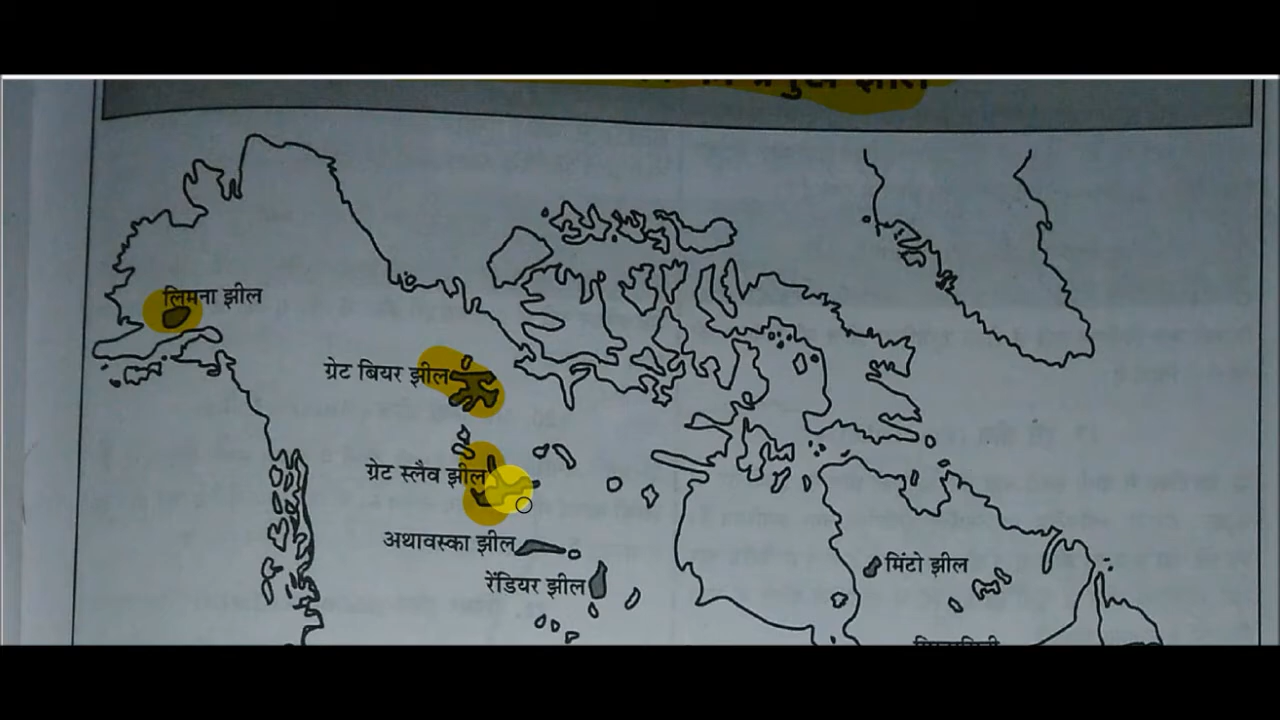 झील
लिमना झील
ग्रेट बियर झील
ग्रेट स्लैव झील
अथावस्का झील
रेंडियर झील
मिंटो झील